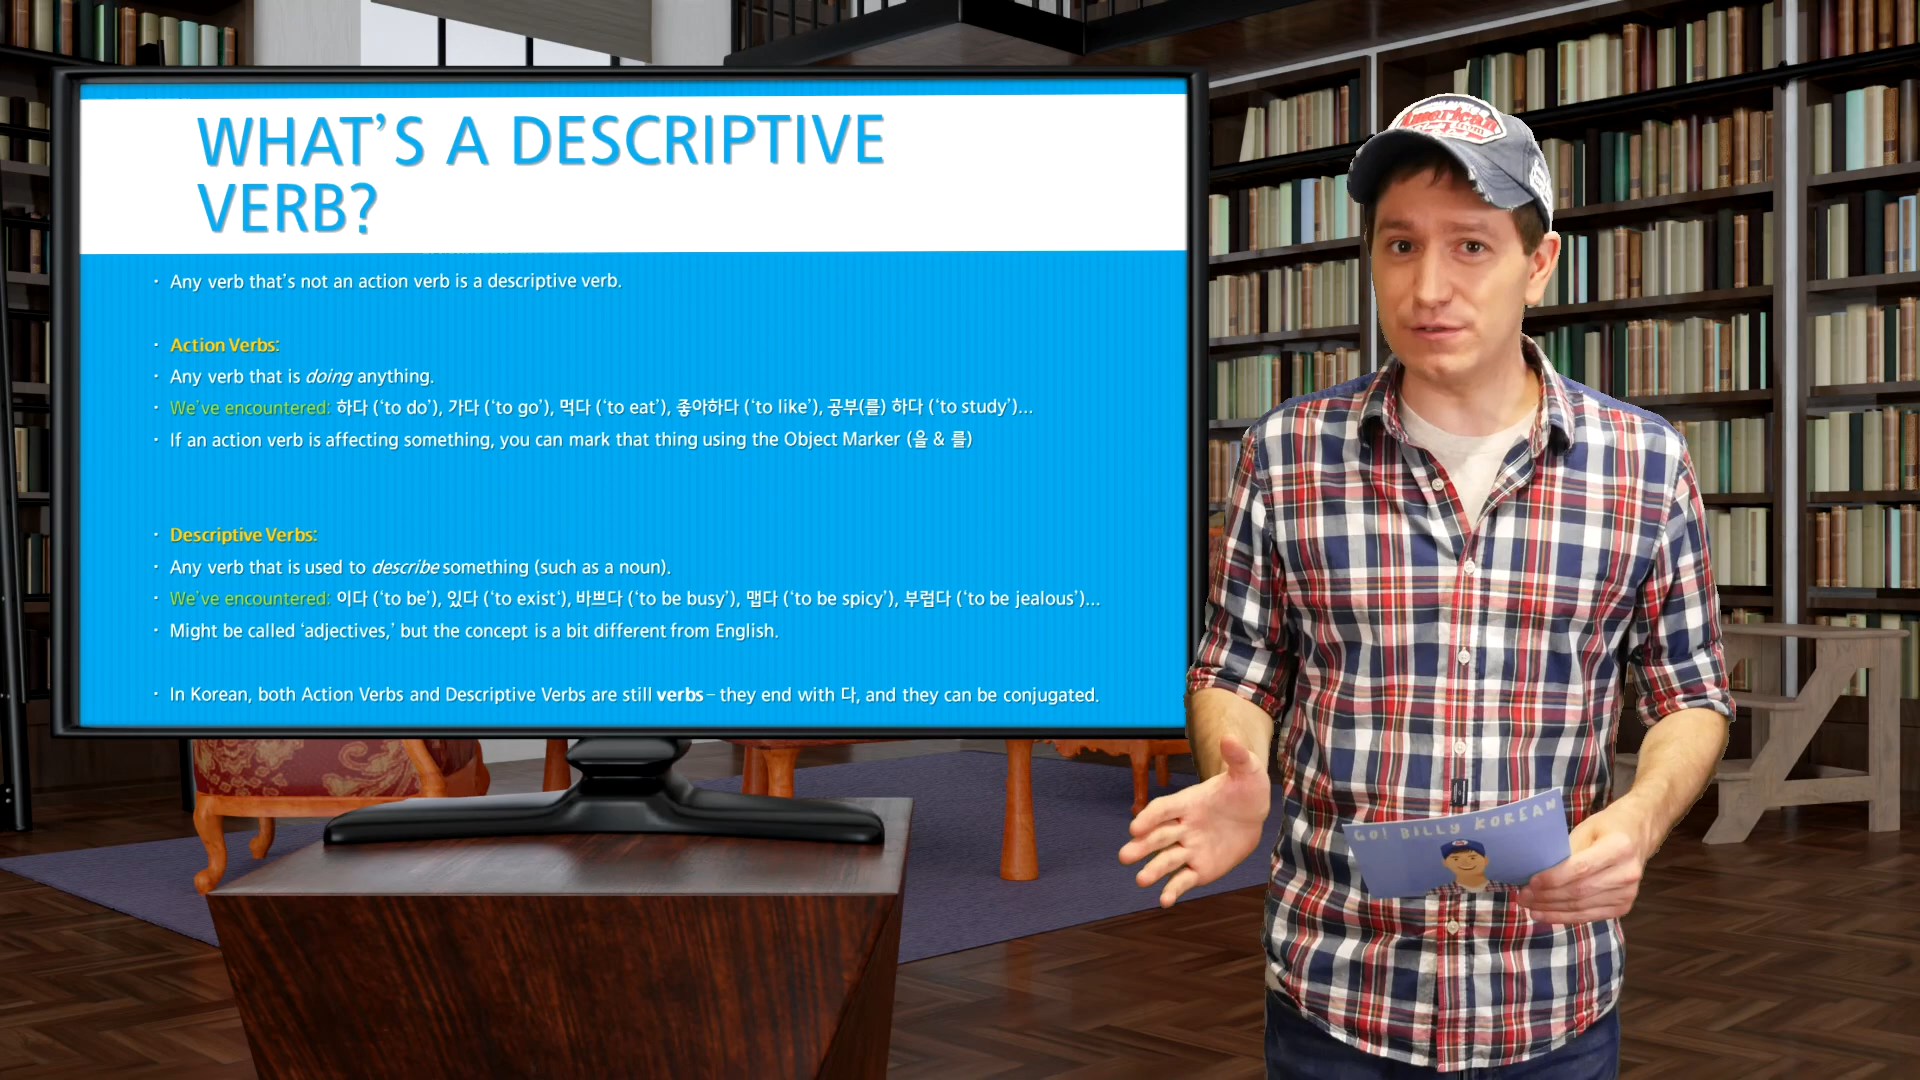 WHAT’S A DESCRIPTIVE
VERB?
· Any verb that’s not an action verb is a descriptive verb.
· Action Verbs:
· Any verb that is doing anything.
· We’ve encountered: 하다 (‘to do’), 가다 (‘to go’), 먹다 (‘to eat’), 좋아하다 (‘to like’), 공부(를) 하다 (‘to study’)...
· If an action verb is affecting something, you can mark that thing using the Object Marker (을 & 를)
· Descriptive Verbs:
· Any verb that is used to describe something (such as a noun).
· We’ve encountered: 이다 (‘to be’), 있다 (‘to exist‘), 바쁘다 (‘to be busy’), 맵다 (‘to be spicy’), 부럽다 (‘to be jealous’)...
· Might be called ‘adjectives,’ but the concept is a bit different from English.
· In Korean, both Action Verbs and Descriptive Verbs are still verbs – they end with 다, and they can be conjugated.
American
GO! BILLY KOREAN